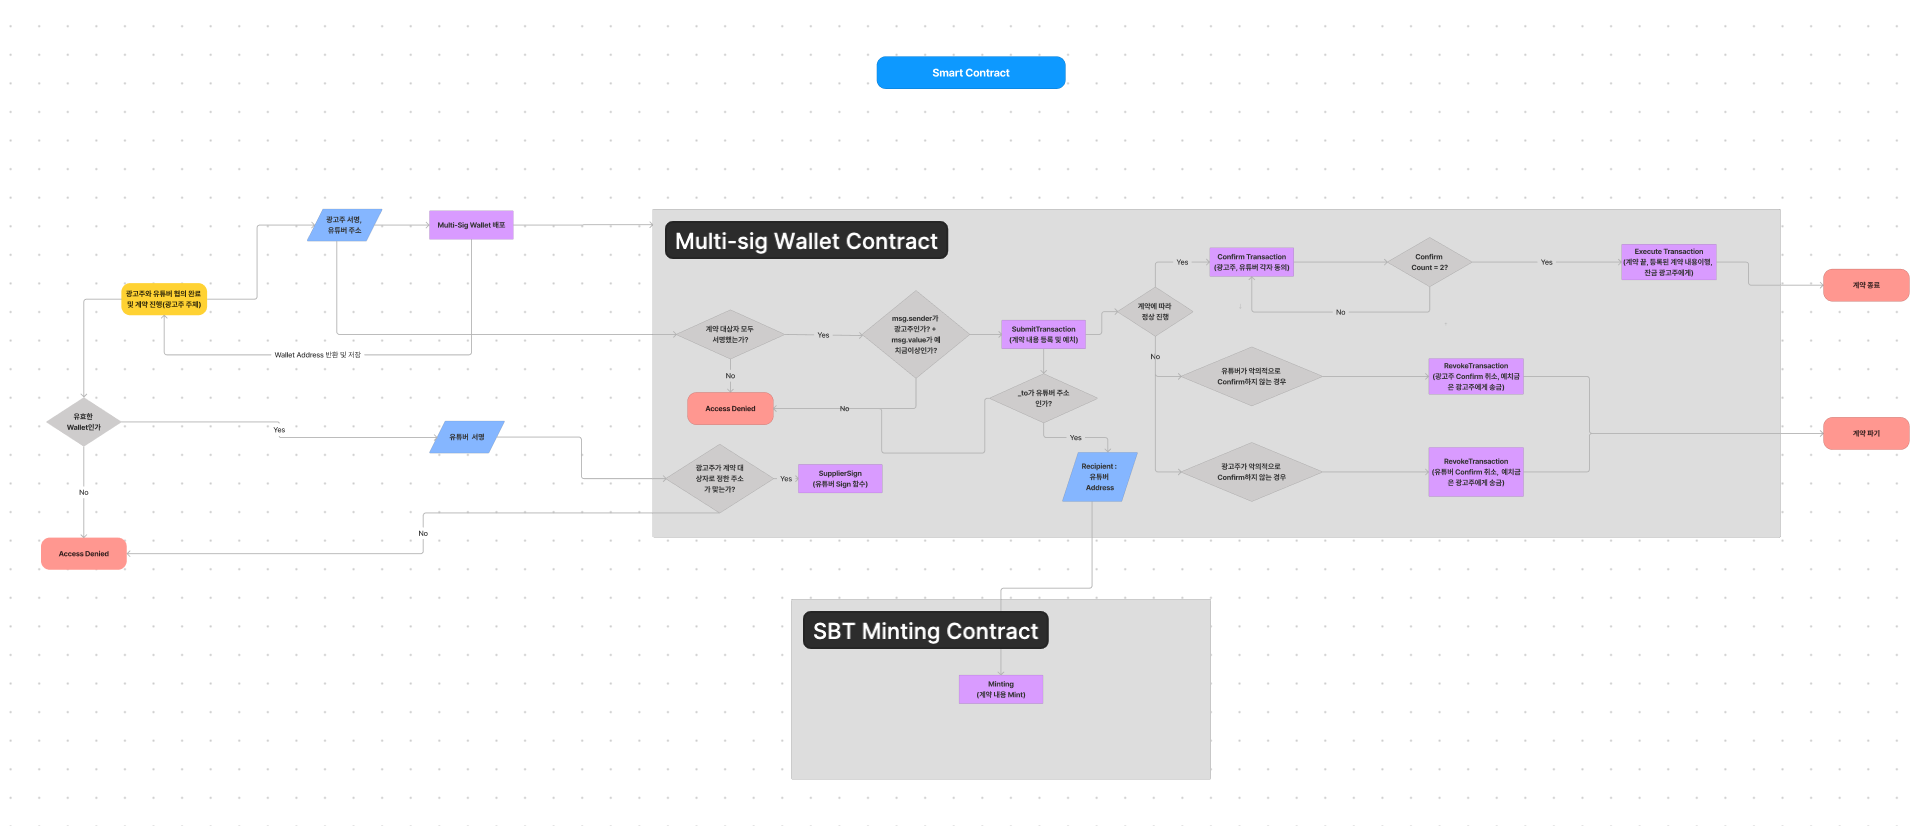 Smart Contract
광고주 서명,
유튜버 주소
Multi-Sig Wallet 배포
광고주와 유튜버 협의 완료
및 계약 진행(광고주 주체)
Wallet Address 반환 및 저장
유효한
Wallet인가
Yes
No
Access Denied
유튜버 서명
No
Multi-sig Wallet Contract
계약 대상자 모두
서명했는가?
Yes
No
Access Denied
msg.sender가
광고주인가? +
msg.value가 예
치금이상인가?
No
SubmitTransaction
(계약 내용 등록 및 예치)
_to가 유튜버 주소
인가?
Yes
Recipient :
유튜버
Address
광고주가 계약 대
상자로 정한 주소
가 맞는가?
Yes
SupplierSign
(유튜버 Sign 함수)
계약에 따라
정상 진행
Yes
No
Confirm Transaction
(광고주, 유튜버 각자 동의)
Confirm
Count = 2?
No
Yes
Execute Transaction
(계약 끝, 등록된 계약 내용이행,
잔금 광고주에게)
계약 종료
유튜버가 악의적으로
Confirm하지 않는 경우
RevokeTransaction
(광고주 Confirm 취소, 예치금
은 광고주에게 송금)
광고주가 악의적으로
Confirm하지 않는 경우
RevokeTransaction
(유튜버 Confirm 취소, 예치금
은 광고주에게 송금)
계약 파기
SBT Minting Contract
Minting
(계약 내용 Mint)